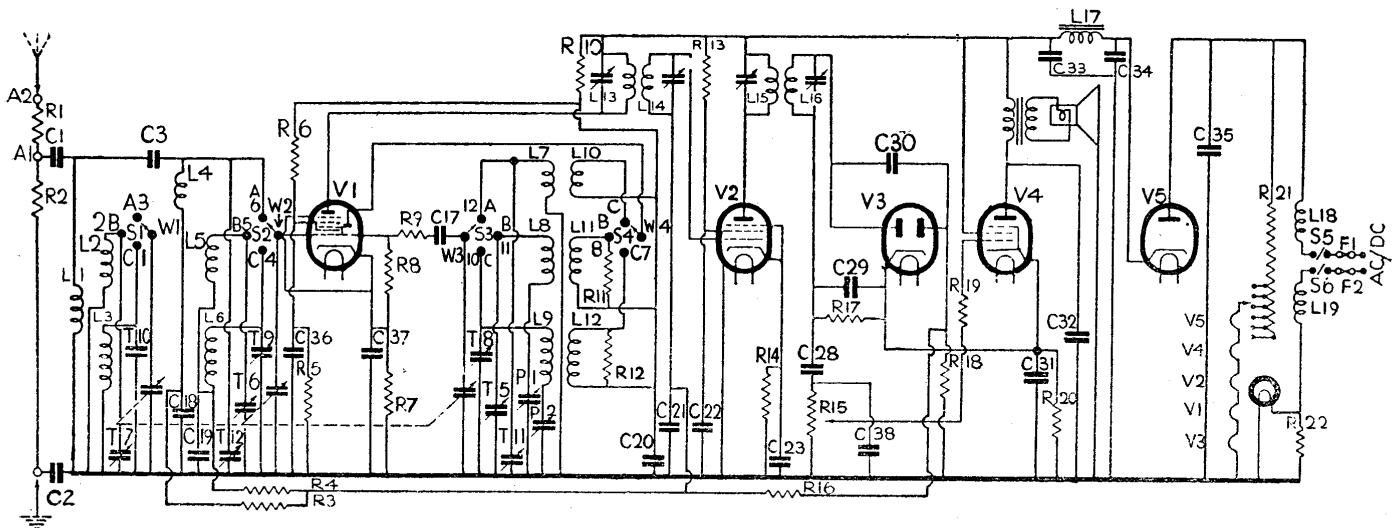 A2
R1
C1
A1
R2
C2
C3
L1
L2
L3
2B
A3
S1
C1
W1
T10
T7
L4
L5
L6
C18
C19
T12
B5
A
6
S2
W2
C4
T9
T6
C36
R5
R16
V1
C37
R8
R7
R9
C17
12 A
W3
S3
B
11
10
C
T8
T5
T11
P1
P2
L7
L8
L9
L10
L11
L12
B
8
C
S4
W4
C7
R11
R12
C20
C21
C22
R4
R3
R10
L13
L14
R13
L15
L16
V2
R14
C23
R16
C30
V3
C29
R17
C28
R15
C38
R18
R19
V4
C31
R20
C32
L17
C33
C34
V5
C35
R21
L18
S5
F1
S6
F2
L19
AC/DC
V5
V4
V2
V1
V3
R22